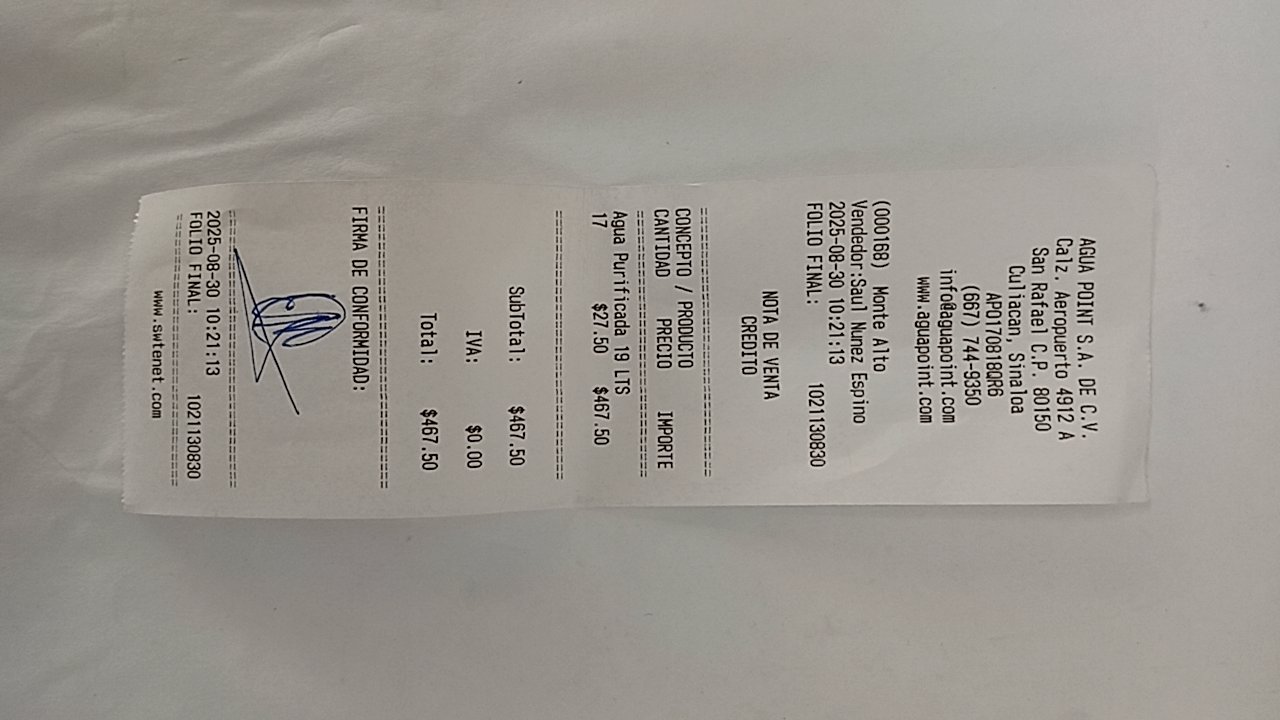 AGUA POINT S.A. DE C.V.
Calz. Aeropuerto 4912 A
San Rafael C.P. 80150
Culiacan, Sinaloa
APO170818QR6
(667) 744-9350
info@aguapoint.com
www.aguapoint.com
(000168) Monte Alto
Vendedor:Saul Nunez Espino
2025-08-30 10:21:13
FOLIO FINAL: 1021130830
NOTA DE VENTA
CREDITO
CONCEPTO / PRODUCTO
CANTIDAD PRECIO IMPORTE
Agua Purificada 19 LTS
17 $27.50 $467.50
SubTotal: $467.50
IVA: $0.00
Total: $467.50
FIRMA DE CONFORMIDAD:
2025-08-30 10:21:13
FOLIO FINAL: 1021130830
www.swtenet.com